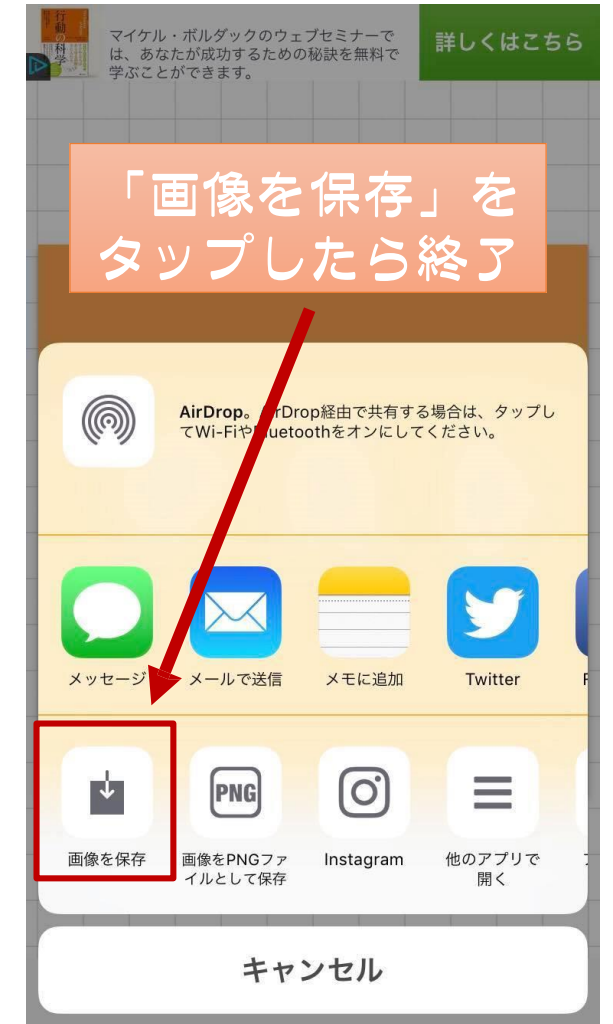 行動の科学
マイケル・ボルダックのウェブセミナーで
は、あなたが成功するための秘訣を無料で
学ぶことができます。
詳しくはこちら
「画像を保存」を
タップしたら終了
AirDrop。AirDrop経由で共有する場合は、タップし
てWi-FiやBluetoothをオンにしてください。
メッセージ
メールで送信
メモに追加
Twitter
F
画像を保存
PNG
画像をPNGファ
イルとして保存
Instagram
他のアプリで
開く
キャンセル